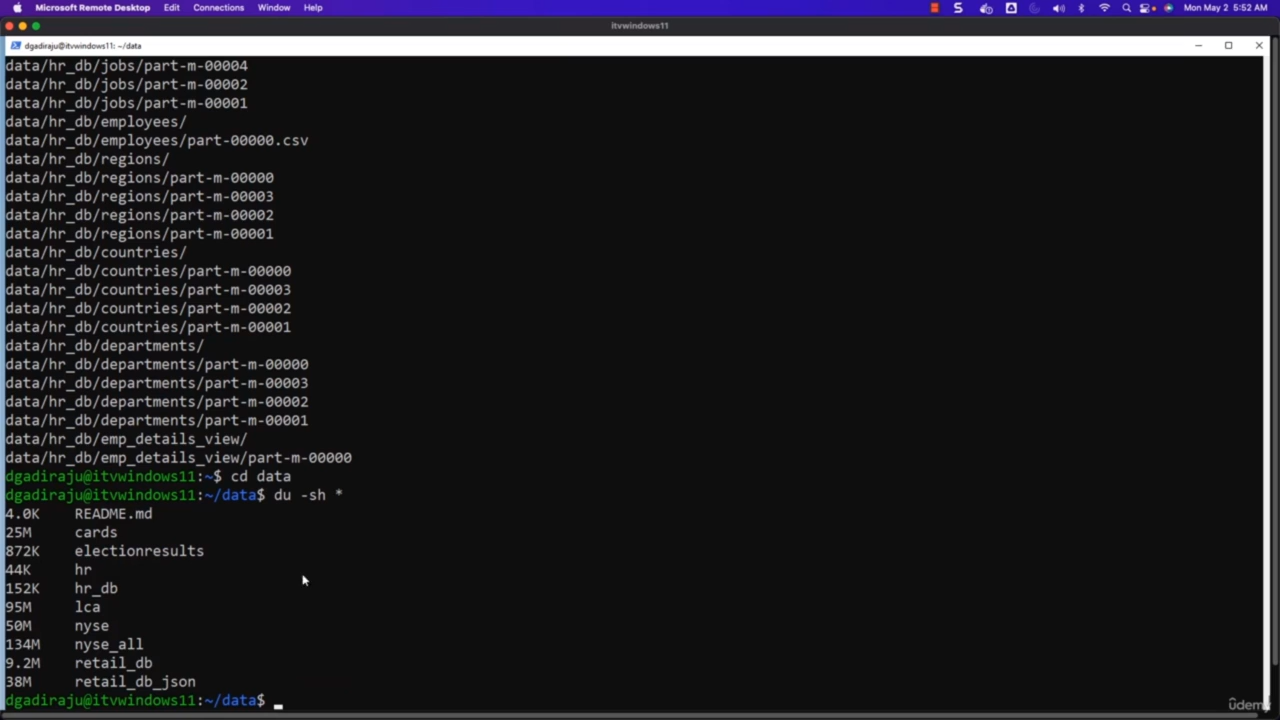 Microsoft Remote Desktop Edit Connections Window Help Mon May 2 5:52 AM
itvwindows11
dgadiraju@itvwindows11: ~/data
data/hr_db/jobs/part-m-00004
data/hr_db/jobs/part-m-00002
data/hr_db/jobs/part-m-00001
data/hr_db/employees/
data/hr_db/employees/part-00000.csv
data/hr_db/regions/
data/hr_db/regions/part-m-00000
data/hr_db/regions/part-m-00003
data/hr_db/regions/part-m-00002
data/hr_db/regions/part-m-00001
data/hr_db/countries/
data/hr_db/countries/part-m-00000
data/hr_db/countries/part-m-00003
data/hr_db/countries/part-m-00002
data/hr_db/countries/part-m-00001
data/hr_db/departments/
data/hr_db/departments/part-m-00000
data/hr_db/departments/part-m-00003
data/hr_db/departments/part-m-00002
data/hr_db/departments/part-m-00001
data/hr_db/emp_details_view/
data/hr_db/emp_details_view/part-m-00000
dgadiraju@itvwindows11:~$ cd data
dgadiraju@itvwindows11:~/data$ du -sh *
4.0K README.md
25M cards
872K electionresults
44K hr
152K hr_db
95M lca
50M nyse
134M nyse_all
9.2M retail_db
38M retail_db_json
dgadiraju@itvwindows11:~/data$
ûdemy